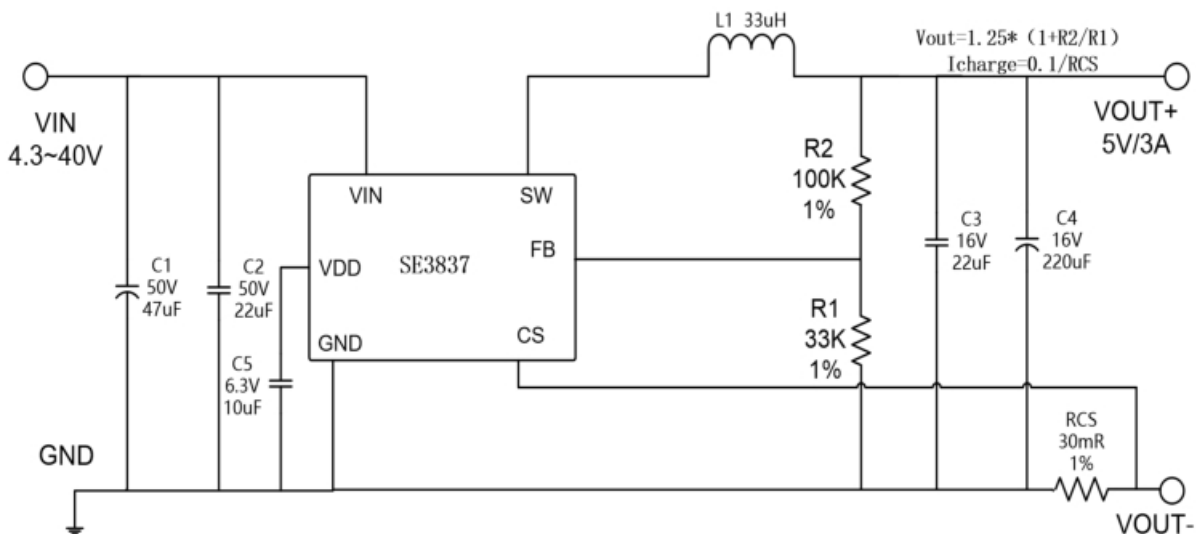 L1 33uH
Vout=1.25*（1+R2/R1)
Icharge=0.1/RCS
VIN
4.3~40V
VOUT+
5V/3A
R2
100K
1%
VIN
SW
C3
16V
22uF
C4
16V
220uF
FB
SE3837
VDD
C1
50V
47uF
C2
50V
22uF
R1
33K
1%
GND
CS
C5
6.3V
10uF
RCS
30mR
1%
GND
VOUT-